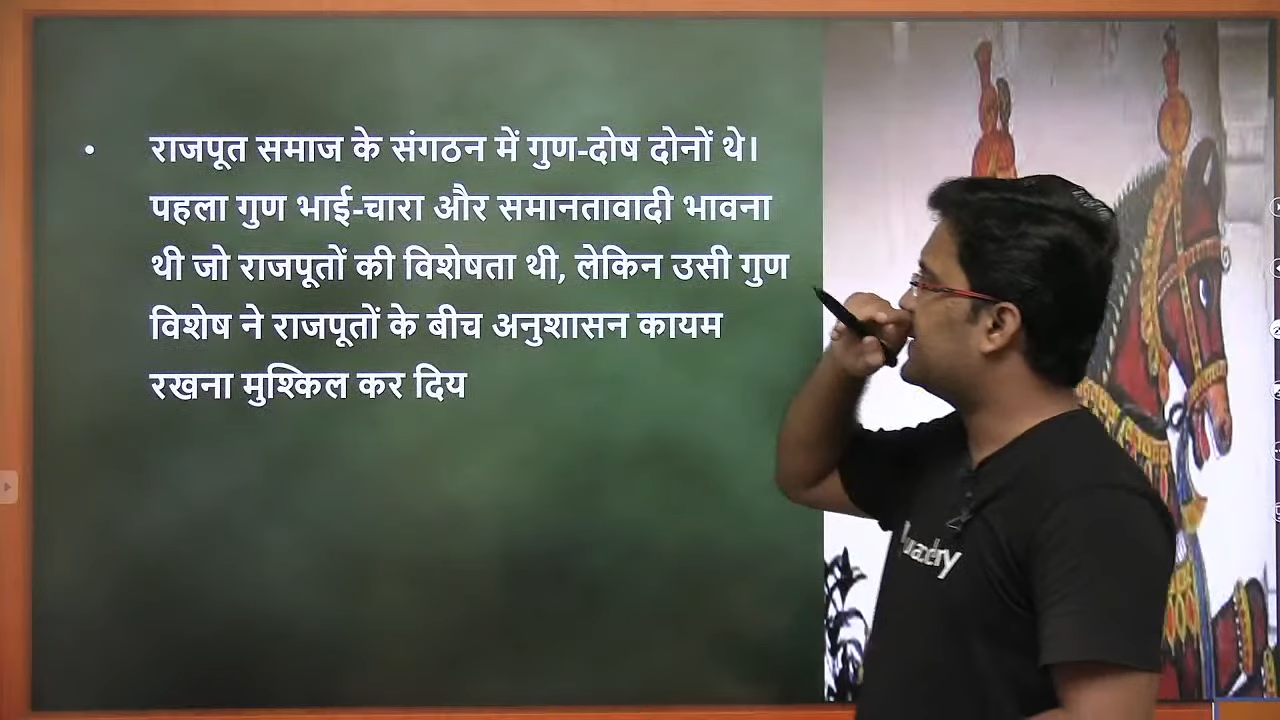 • राजपूत समाज के संगठन में गुण-दोष दोनों थे।
पहला गुण भाई-चारा और समानतावादी भावना
थी जो राजपूतों की विशेषता थी, लेकिन उसी गुण
विशेष ने राजपूतों के बीच अनुशासन कायम
रखना मुश्किल कर दिय